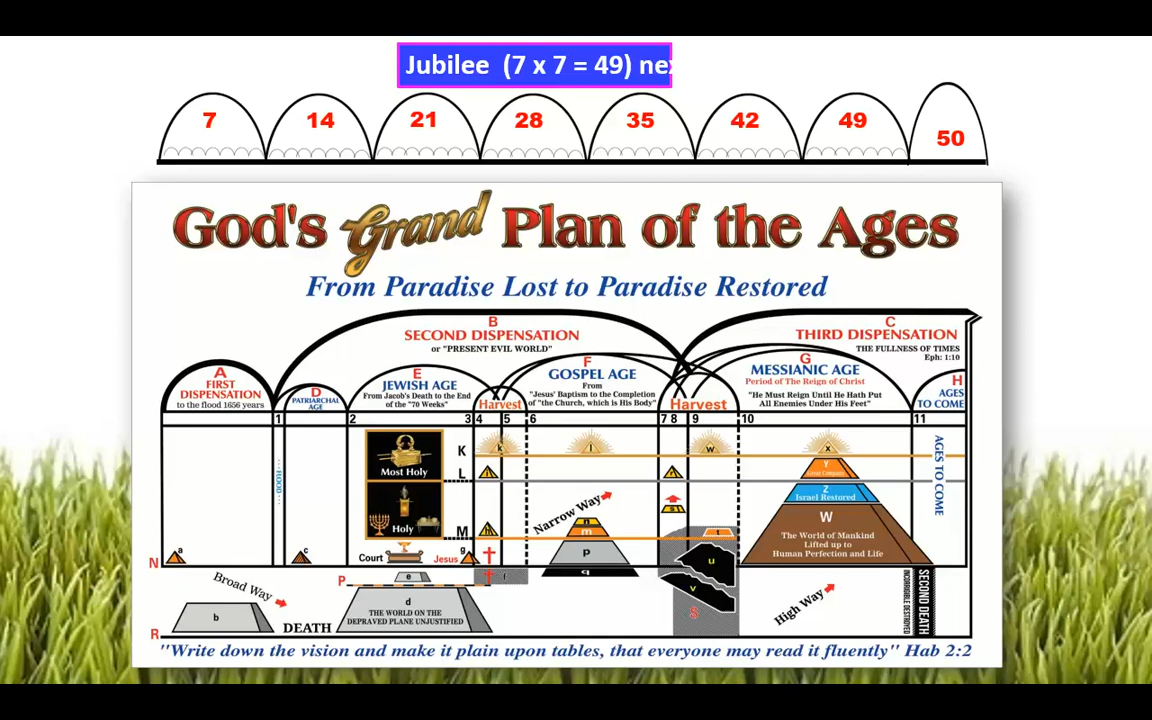 Jubilee (7 x 7 = 49) ne
7 14 21 28 35 42 49 50
God's Grand Plan of the Ages
From Paradise Lost to Paradise Restored
B
SECOND DISPENSATION
or "PRESENT EVIL WORLD"
C
THIRD DISPENSATION
THE FULLNESS OF TIMES
Eph: 1:10
A
FIRST
DISPENSATION
to the flood 1656 years
D
PATRIARCHAL
AGE
E
JEWISH AGE
From Jacob's Death to the End
of the "70 Weeks"
Harvest
F
GOSPEL AGE
From
"Jesus' Baptism to the Completion
of "the Church, which is His Body"
Harvest
G
MESSIANIC AGE
Period of The Reign of Christ
"He Must Reign Until He Hath Put
All Enemies Under His Feet"
H
AGES
TO COME
1 2 3 4 5 6 7 8 9 10 11
FLOOD
Most Holy
Holy
Court
Jesus
K
L
M
N
P
R
a
b
c
d
e
f
g
h
k
l
w
x
r
s
t
u
v
$
n
m
p
q
Broad Way
DEATH
THE WORLD ON THE
DEPRAVED PLANE UNJUSTIFIED
Narrow Way
Y
Z
Israel Restored
W
The World of Mankind
Lifted up to
Human Perfection and Life
High Way
AGES TO COME
INCORRIGIBLE DESTROYED
SECOND DEATH
"Write down the vision and make it plain upon tables, that everyone may read it fluently" Hab 2:2